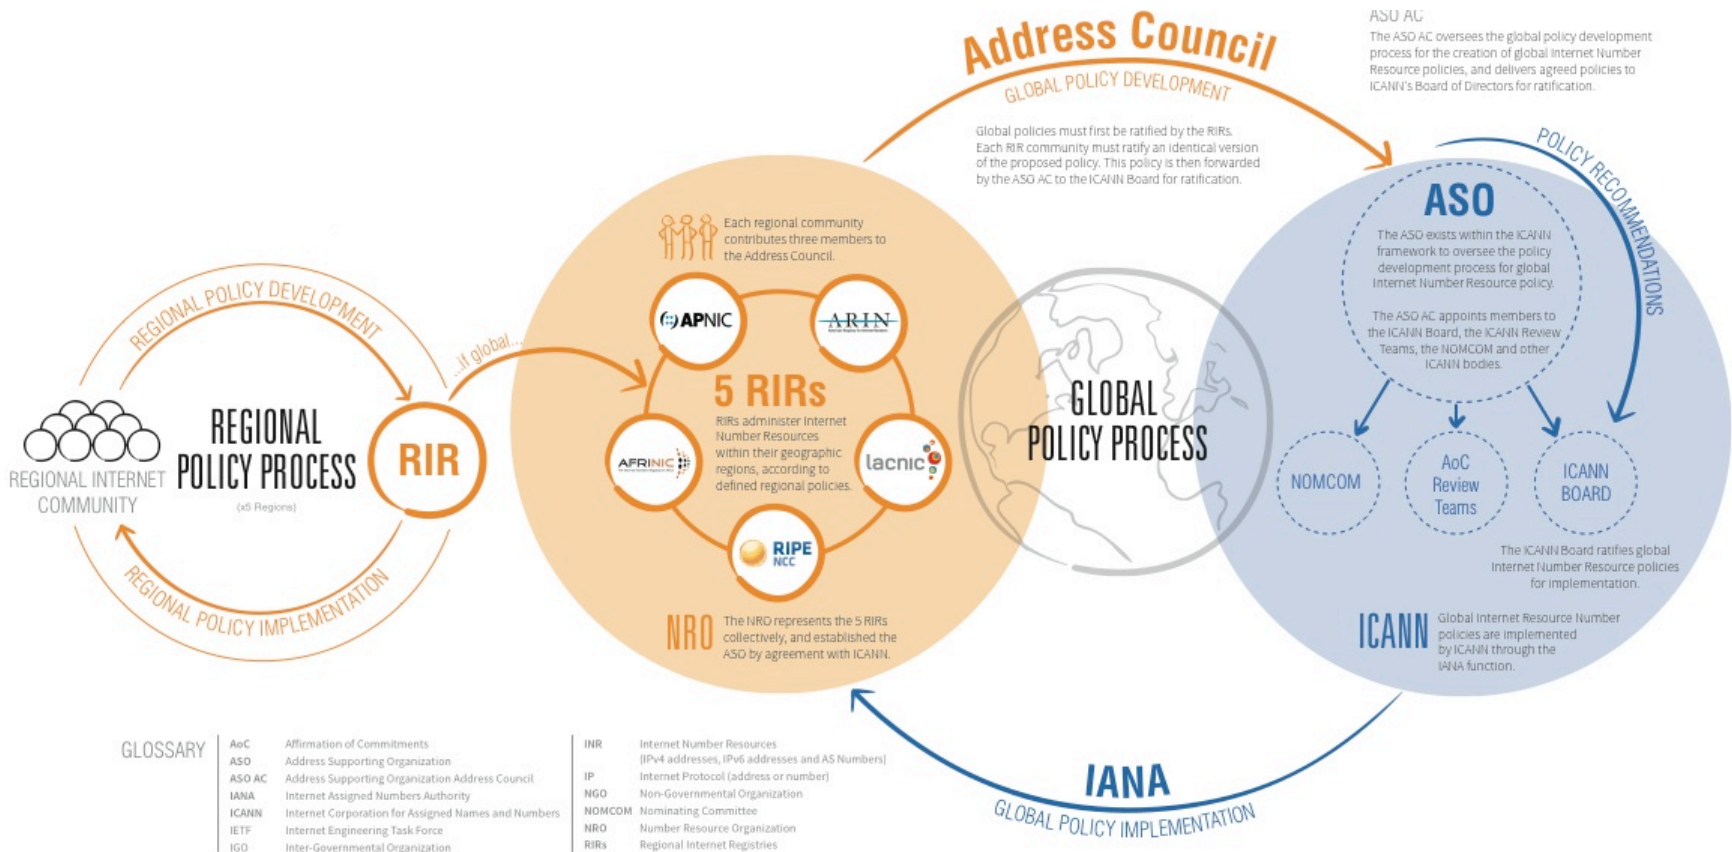 ASO AC
The ASO AC oversees the global policy development
process for the creation of global Internet Number
Resource policies, and delivers agreed policies to
ICANN's Board of Directors for ratification.
Address Council
GLOBAL POLICY DEVELOPMENT
Global policies must first be ratified by the RIRs.
Each RIR community must ratify an identical version
of the proposed policy. This policy is then forwarded
by the ASO AC to the ICANN Board for ratification.
REGIONAL POLICY DEVELOPMENT
REGIONAL INTERNET
COMMUNITY
REGIONAL
POLICY PROCESS
(x5 Regions)
RIR
REGIONAL POLICY IMPLEMENTATION
...if global...
Each regional community
contributes three members to
the Address Council.
APNIC
ARIN
5 RIRs
RIRs administer Internet
Number Resources
within their geographic
regions, according to
defined regional policies.
AFRINIC
lacnic
RIPE
NCC
NRO
The NRO represents the 5 RIRs
collectively, and established the
ASO by agreement with ICANN.
GLOBAL
POLICY PROCESS
POLICY RECOMMENDATIONS
ASO
The ASO exists within the ICANN
framework to oversee the policy
development process for global
Internet Number Resource policy.
The ASO AC appoints members to
the ICANN Board, the ICANN Review
Teams, the NOMCOM and other
ICANN bodies.
NOMCOM
AoC
Review
Teams
ICANN
BOARD
The ICANN Board ratifies global
Internet Number Resource policies
for implementation.
ICANN
Global Internet Resource Number
policies are implemented
by ICANN through the
IANA function.
IANA
GLOBAL POLICY IMPLEMENTATION
GLOSSARY
AoC Affirmation of Commitments
ASO Address Supporting Organization
ASO AC Address Supporting Organization Address Council
IANA Internet Assigned Numbers Authority
ICANN Internet Corporation for Assigned Names and Numbers
IETF Internet Engineering Task Force
IGO Inter-Governmental Organization
INR Internet Number Resources
(IPv4 addresses, IPv6 addresses and AS Numbers)
IP Internet Protocol (address or number)
NGO Non-Governmental Organization
NOMCOM Nominating Committee
NRO Number Resource Organization
RIRs Regional Internet Registries